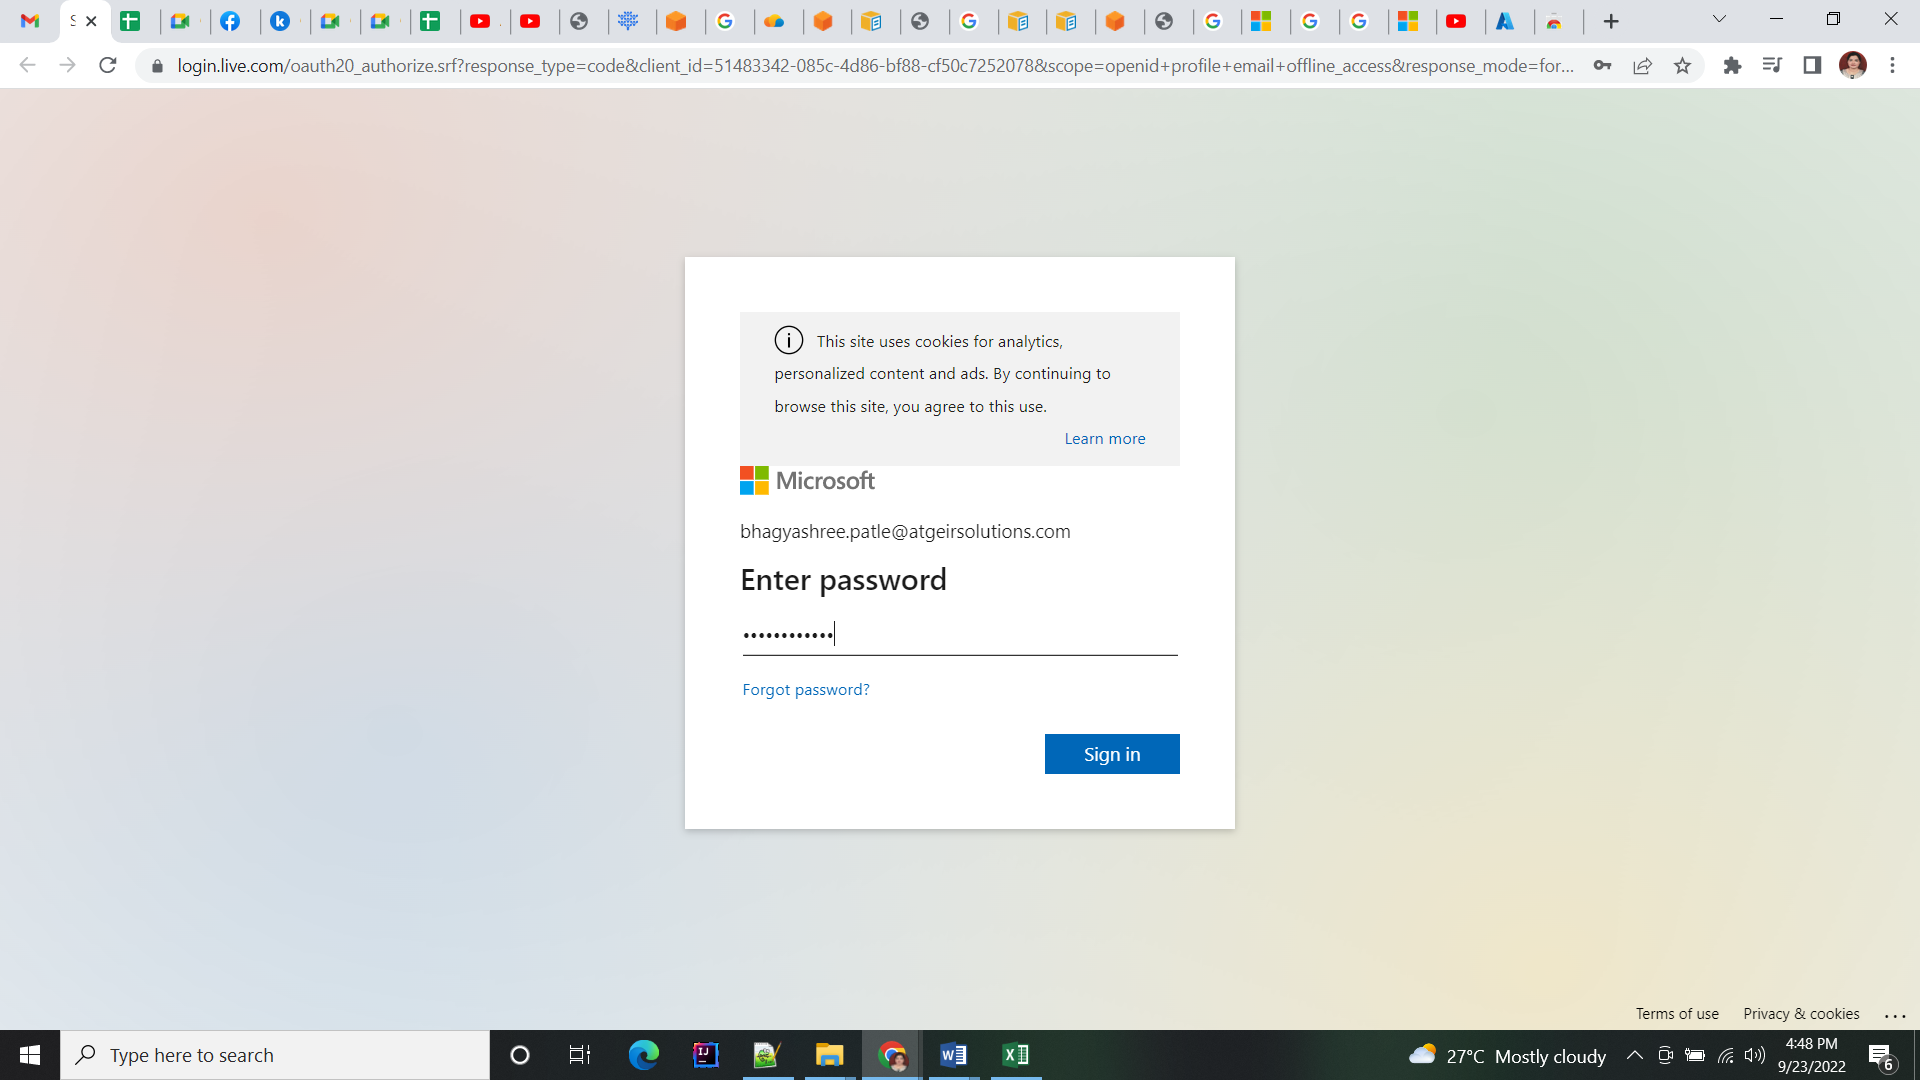 login.live.com/oauth20_authorize.srf?response_type=code&client_id=51483342-085c-4d86-bf88-cf50c7252078&scope=openid+profile+email+offline_access&response_mode=for...
This site uses cookies for analytics,
personalized content and ads. By continuing to
browse this site, you agree to this use.
Learn more
Microsoft
bhagyashree.patle@atgeirsolutions.com
Enter password
••••••••••••
Forgot password?
Sign in
Terms of use Privacy & cookies ...
Type here to search
27°C Mostly cloudy
4:48 PM
9/23/2022
6